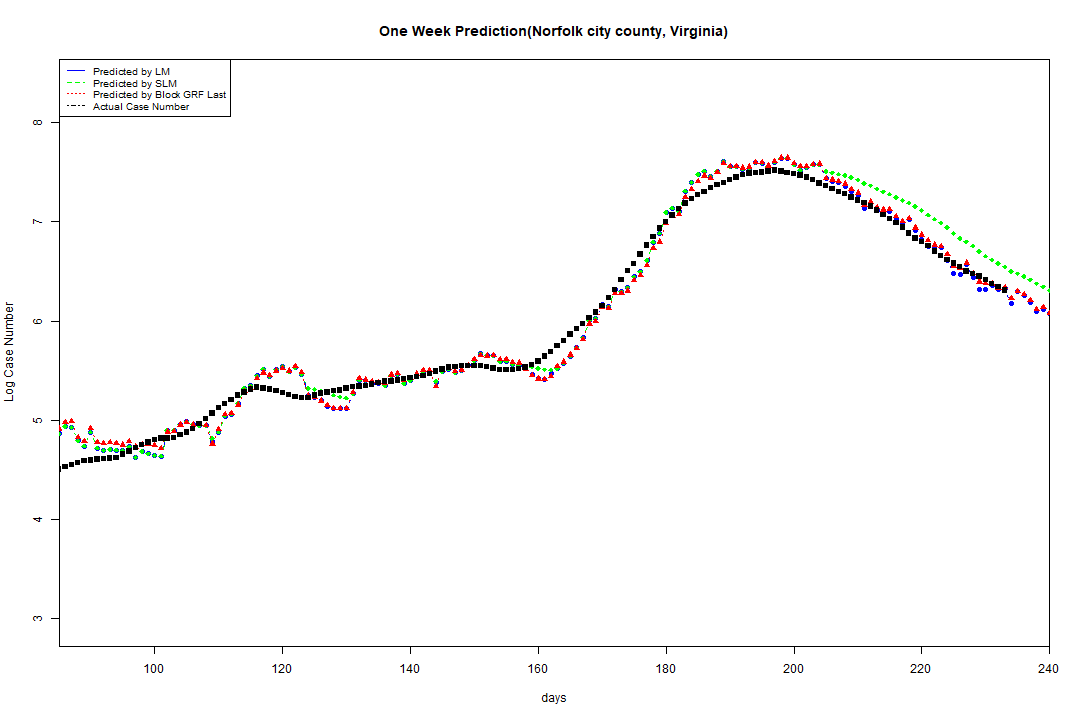 One Week Prediction(Norfolk city county, Virginia)
Predicted by LM
Predicted by SLM
Predicted by Block GRF Last
Actual Case Number
8
7
6
5
4
3
Log Case Number
100 120 140 160 180 200 220 240
days